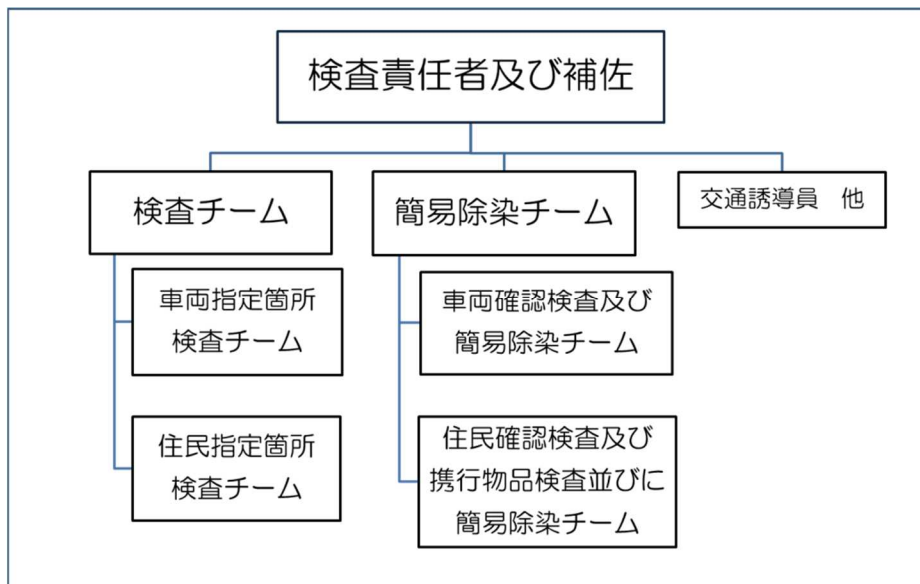 検査責任者及び補佐
検査チーム
簡易除染チーム
交通誘導員　他
車両指定箇所
検査チーム
車両確認検査及び
簡易除染チーム
住民指定箇所
検査チーム
住民確認検査及び
携行物品検査並びに
簡易除染チーム